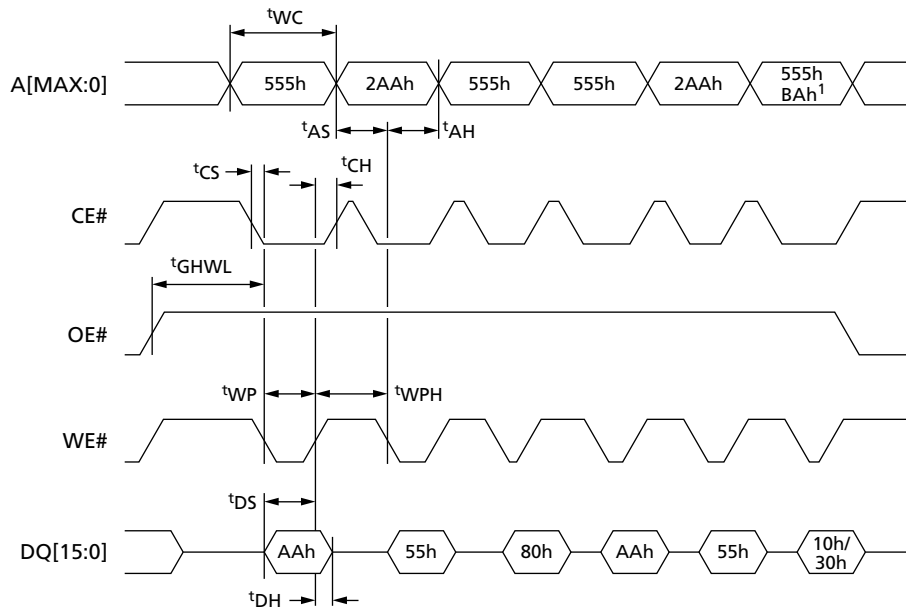 tWC
A[MAX:0] 555h 2AAh 555h 555h 2AAh 555h BAh1
tAS tAH
tCS tCH
CE#
tGHWL
OE#
tWP tWPH
WE#
tDS
DQ[15:0] AAh 55h 80h AAh 55h 10h/ 30h
tDH